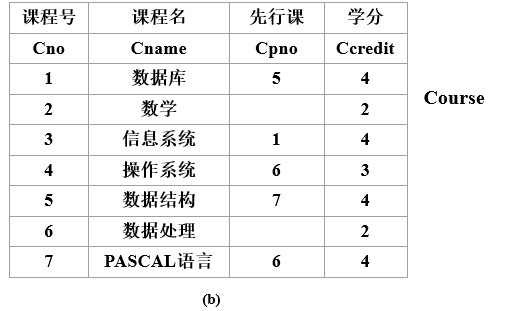 课程号 课程名 先行课 学分
Cno Cname Cpno Ccredit
1 数据库 5 4
Course
2 数学 2
3 信息系统 1 4
4 操作系统 6 3
5 数据结构 7 4
6 数据处理 2
7 PASCAL语言 6 4
(b)